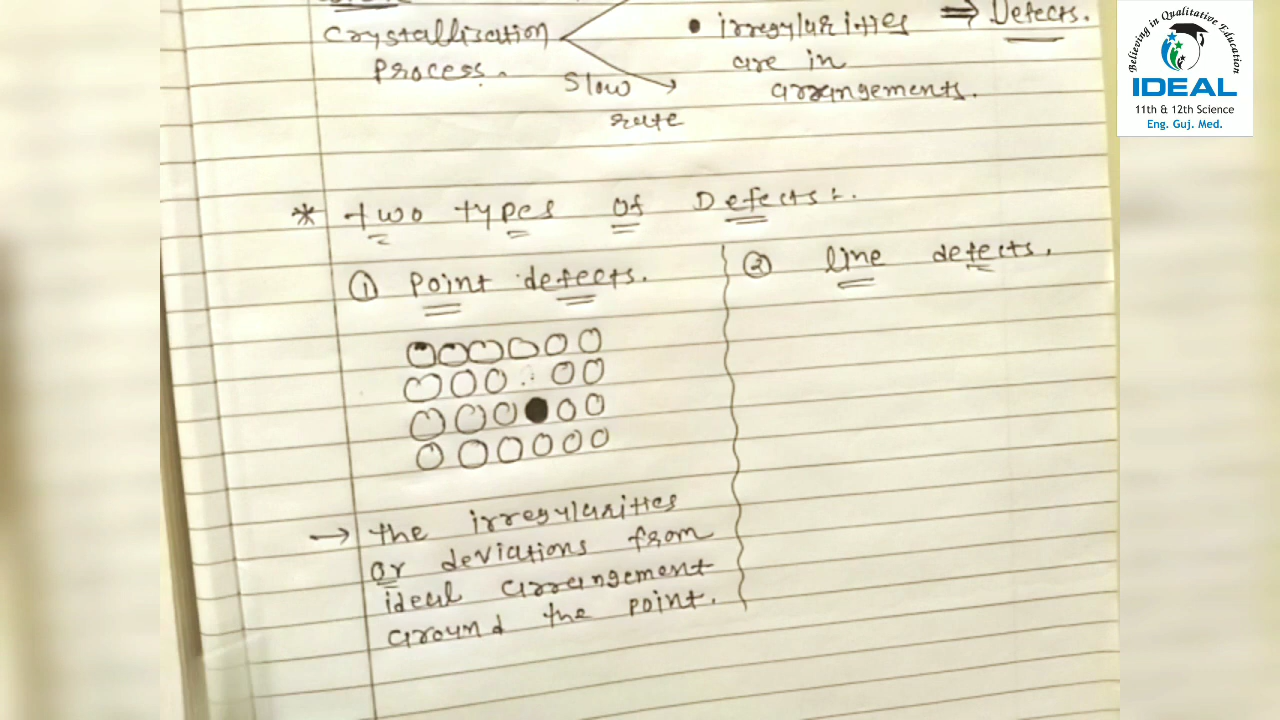 Crystallization
process.
Slow
rate
• irregularities ⇒ Defects.
are in
arrangements.
* two types of Defects :.
① point defects.
→ the irregularities
or deviations from
ideal arrangement
around the point.
② line defects.
Believing in Qualitative Education
IDEAL
11th & 12th Science
Eng. Guj. Med.